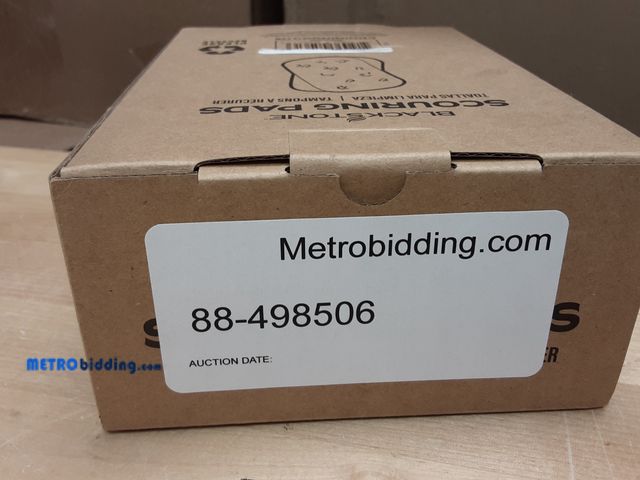 BLACKSTONE
SCOURING PADS
TOALLAS PARA LIMPIEZA | TAMPONS À RÉCURER
Metrobidding.com
88-498506
AUCTION DATE:
METRObidding.com